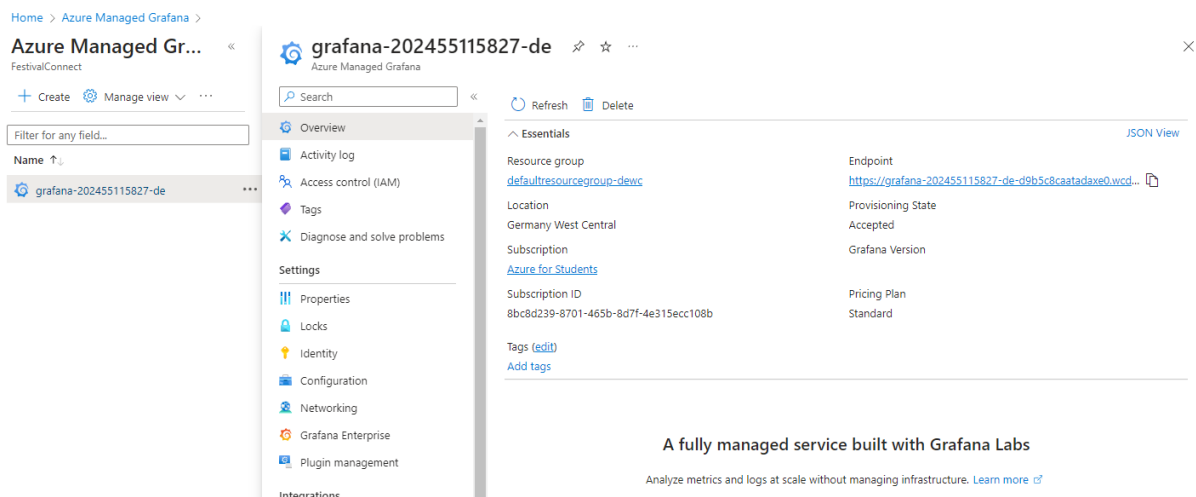 Home > Azure Managed Grafana >
Azure Managed Gr... «
FestivalConnect
+ Create Manage view ···
Filter for any field...
Name ↑↓
grafana-202455115827-de ···
grafana-202455115827-de ···
Azure Managed Grafana
Search «
Overview
Activity log
Access control (IAM)
Tags
Diagnose and solve problems
Settings
Properties
Locks
Identity
Configuration
Networking
Grafana Enterprise
Plugin management
Integrations
Refresh Delete
Essentials JSON View
Resource group
defaultresourcegroup-dewc
Location
Germany West Central
Subscription
Azure for Students
Subscription ID
8bc8d239-8701-465b-8d7f-4e315ecc108b
Endpoint
https://grafana-202455115827-de-d9b5c8caatadaxe0.wcd...
Provisioning State
Accepted
Grafana Version
Pricing Plan
Standard
Tags (edit)
Add tags
A fully managed service built with Grafana Labs
Analyze metrics and logs at scale without managing infrastructure. Learn more